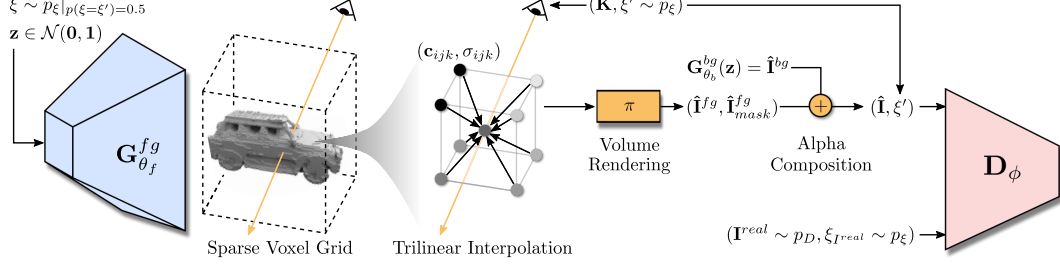 ξ ∼ p_ξ|_{p(ξ=ξ′)=0.5}
z ∈ N(0, 1)
G^{fg}_{θ_f}
Sparse Voxel Grid
(c_{ijk}, σ_{ijk})
Trilinear Interpolation
π
Volume
Rendering
(K, ξ′ ∼ p_ξ)
G^{bg}_{θ_b}(z) = Î^{bg}
(Î^{fg}, Î^{fg}_{mask})
+
(Î, ξ′)
Alpha
Composition
D_ϕ
(I^{real} ∼ p_D, ξ_{I^{real}} ∼ p_ξ)